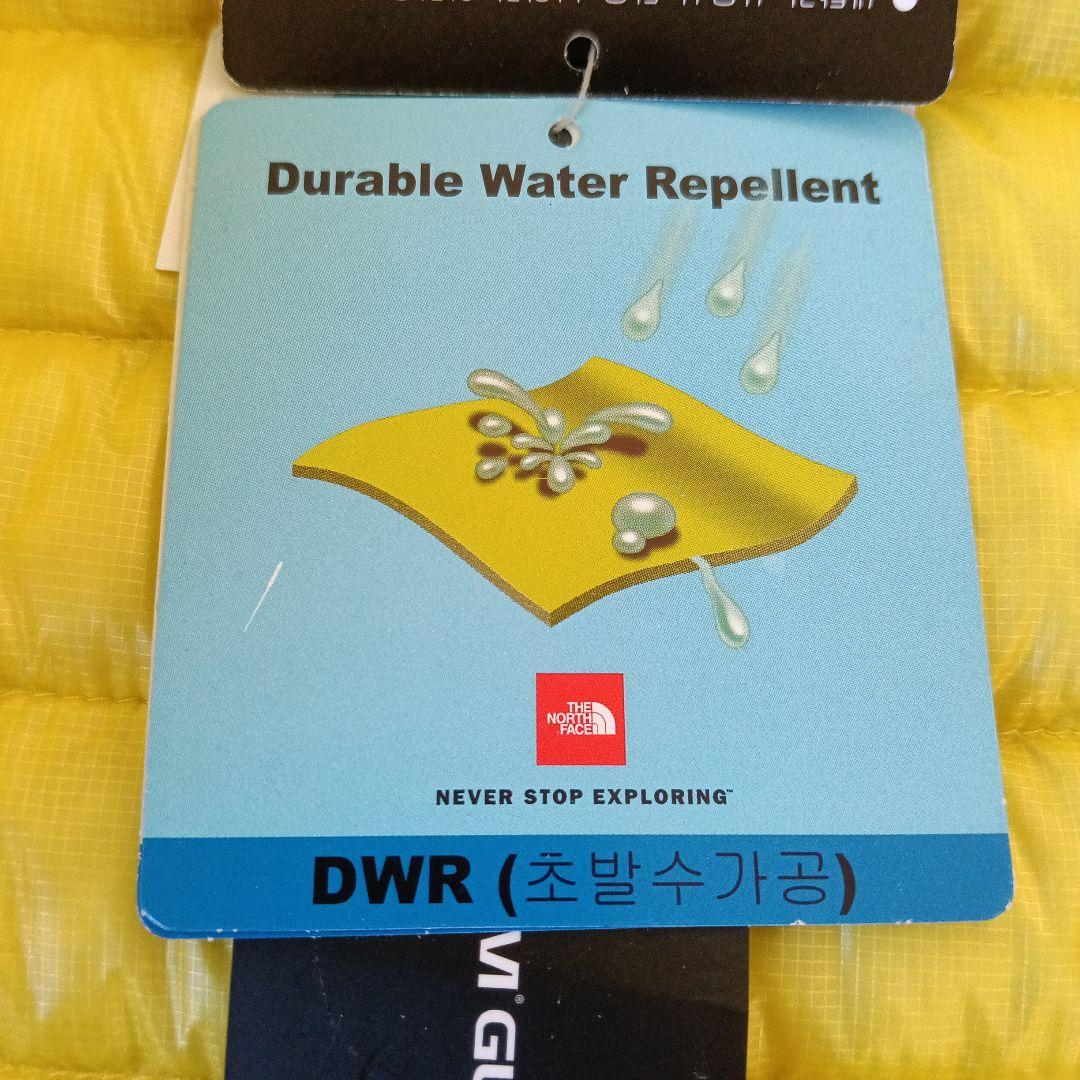 Durable Water Repellent
THE
NORTH
FACE
NEVER STOP EXPLORING™
DWR (초발수가공)